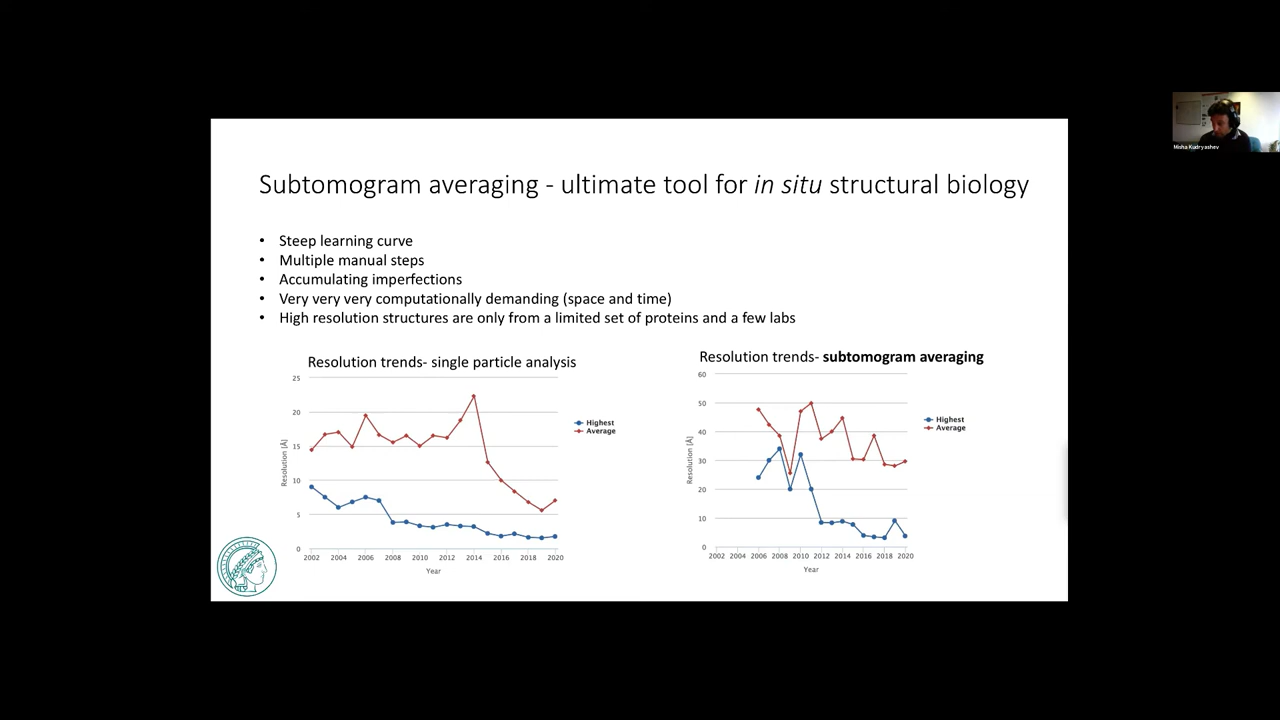 Misha Kudryashev
Subtomogram averaging - ultimate tool for in situ structural biology
• Steep learning curve
• Multiple manual steps
• Accumulating imperfections
• Very very very computationally demanding (space and time)
• High resolution structures are only from a limited set of proteins and a few labs
Resolution trends- single particle analysis
25
20
15
10
5
0
Resolution [Å]
2002 2004 2006 2008 2010 2012 2014 2016 2018 2020
Year
Highest
Average
Resolution trends- subtomogram averaging
60
50
40
30
20
10
0
Resolution [Å]
2002 2004 2006 2008 2010 2012 2014 2016 2018 2020
Year
Highest
Average